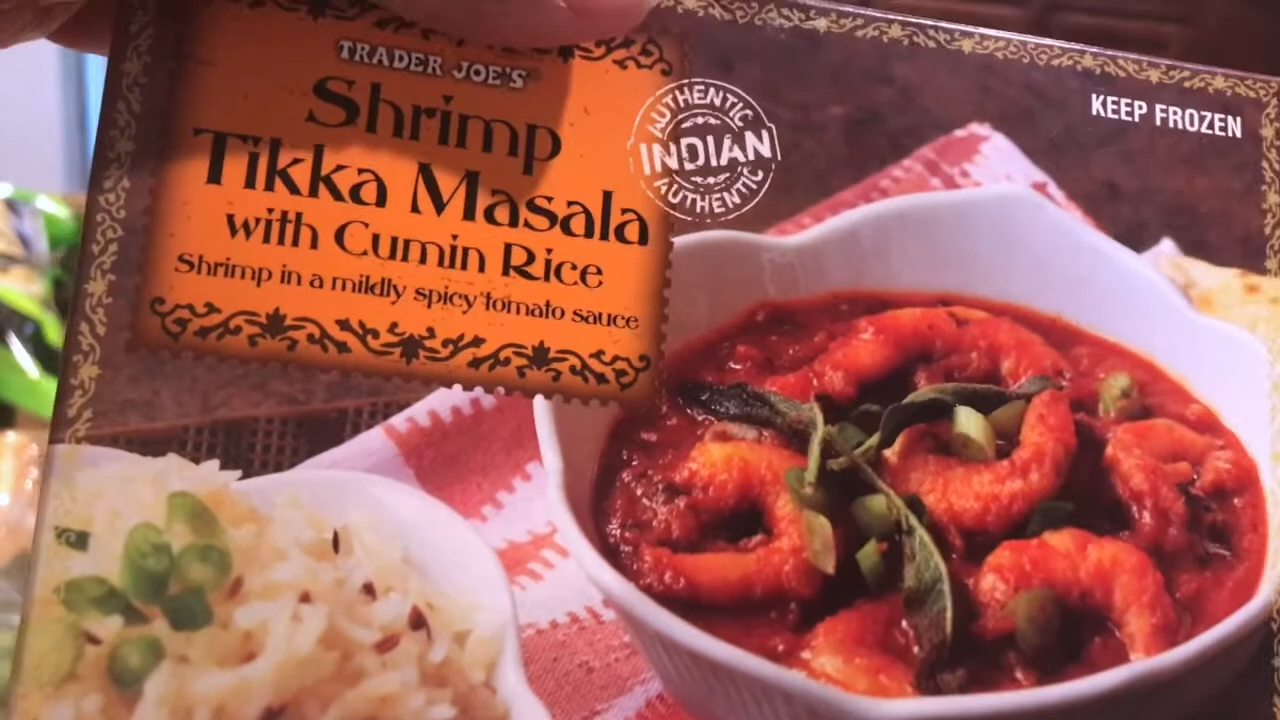 TRADER JOE'S
Shrimp
Tikka Masala
with Cumin Rice
Shrimp in a mildly spicy tomato sauce
AUTHENTIC
INDIAN
AUTHENTIC
KEEP FROZEN